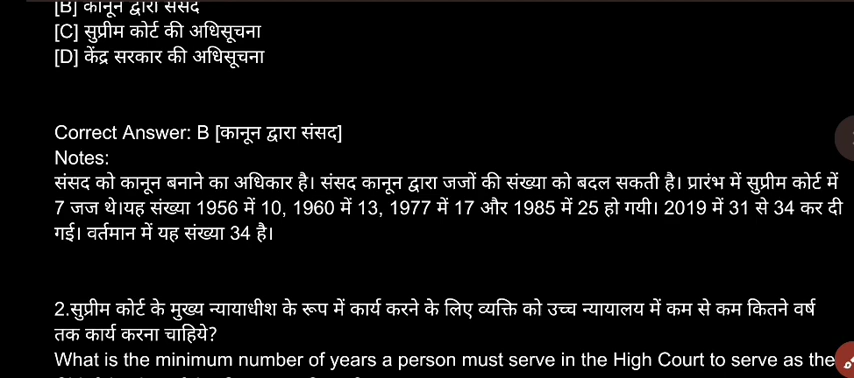 [B] कानून द्वारा संसद
[C] सुप्रीम कोर्ट की अधिसूचना
[D] केंद्र सरकार की अधिसूचना
Correct Answer: B [कानून द्वारा संसद]
Notes:
संसद को कानून बनाने का अधिकार है। संसद कानून द्वारा जजों की संख्या को बदल सकती है। प्रारंभ में सुप्रीम कोर्ट में
7 जज थे।यह संख्या 1956 में 10, 1960 में 13, 1977 में 17 और 1985 में 25 हो गयी। 2019 में 31 से 34 कर दी
गई। वर्तमान में यह संख्या 34 है।
2.सुप्रीम कोर्ट के मुख्य न्यायाधीश के रूप में कार्य करने के लिए व्यक्ति को उच्च न्यायालय में कम से कम कितने वर्ष
तक कार्य करना चाहिये?
What is the minimum number of years a person must serve in the High Court to serve as the